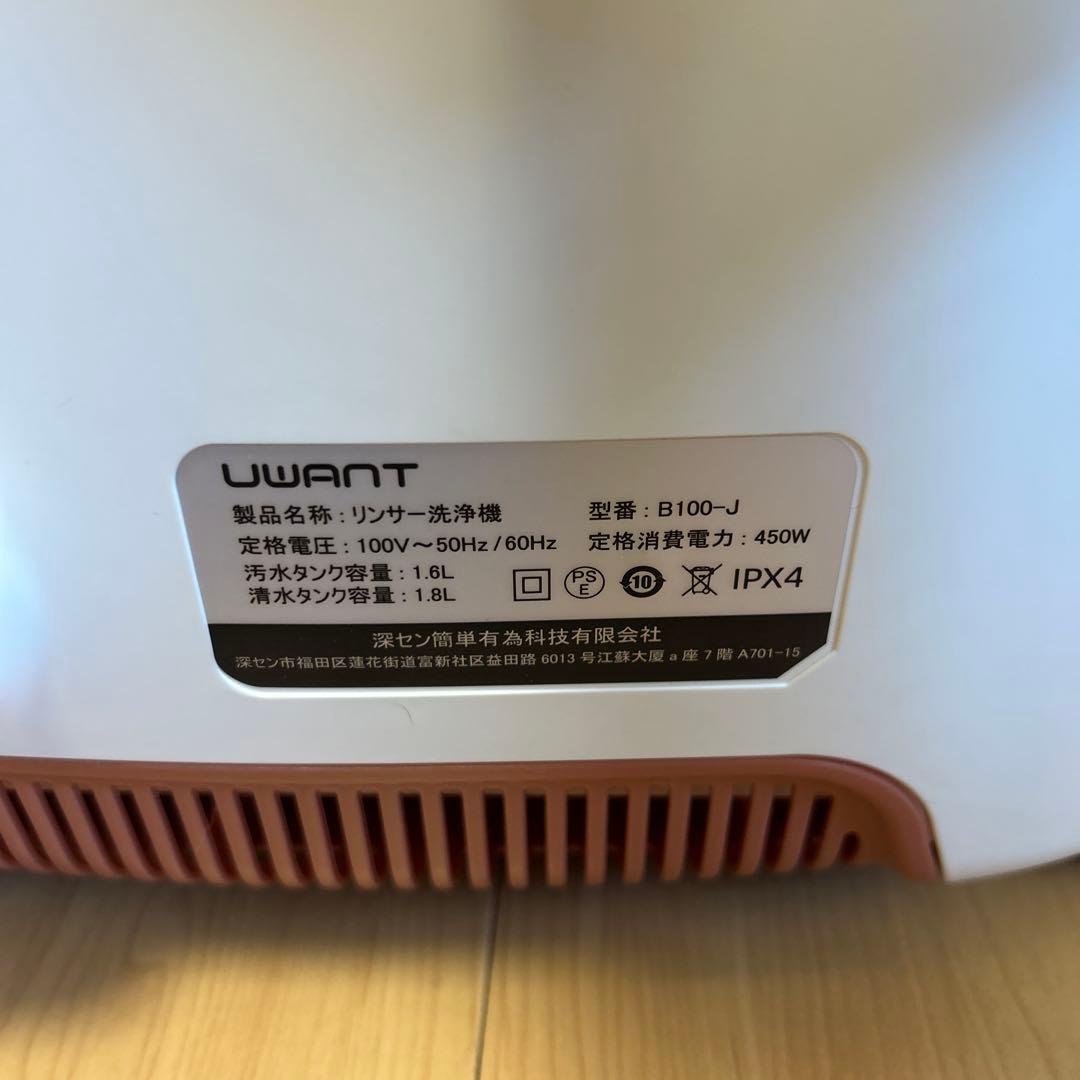 UWANT
製品名称：リンサー洗浄機 型番：B100-J
定格電圧：100V～50Hz/60Hz 定格消費電力：450W
汚水タンク容量：1.6L
清水タンク容量：1.8L
PSE 10 IPX4
深セン簡単有為科技有限会社
深セン市福田区蓮花街道富新社区益田路 6013 号江蘇大厦 a 座 7 階 A701-15